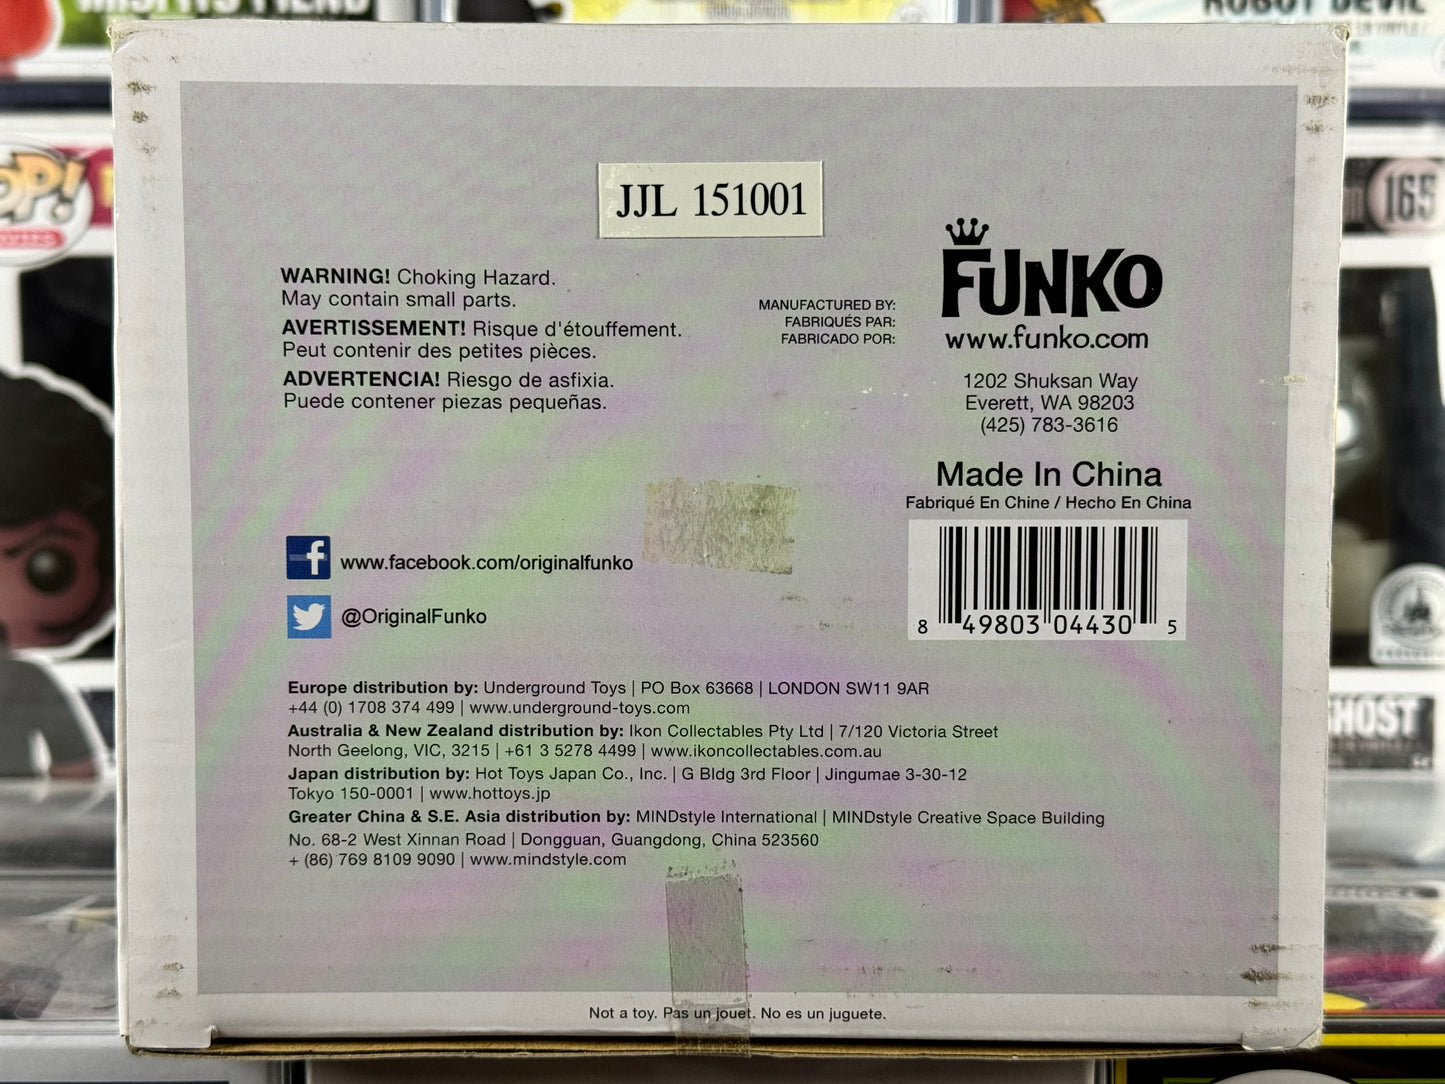 MISFITS FIEND
ROBOT DEVIL
POP!
165
JJL 151001
WARNING! Choking Hazard.
May contain small parts.
AVERTISSEMENT! Risque d'étouffement.
Peut contenir des petites pièces.
ADVERTENCIA! Riesgo de asfixia.
Puede contener piezas pequeñas.
MANUFACTURED BY:
FABRIQUÉS PAR:
FABRICADO POR:
FUNKO
www.funko.com
1202 Shuksan Way
Everett, WA 98203
(425) 783-3616
Made In China
Fabriqué En Chine / Hecho En China
8 49803 04430 5
f www.facebook.com/originalfunko
@OriginalFunko
Europe distribution by: Underground Toys | PO Box 63668 | LONDON SW11 9AR
+44 (0) 1708 374 499 | www.underground-toys.com
Australia & New Zealand distribution by: Ikon Collectables Pty Ltd | 7/120 Victoria Street
North Geelong, VIC, 3215 | +61 3 5278 4499 | www.ikoncollectables.com.au
Japan distribution by: Hot Toys Japan Co., Inc. | G Bldg 3rd Floor | Jingumae 3-30-12
Tokyo 150-0001 | www.hottoys.jp
Greater China & S.E. Asia distribution by: MINDstyle International | MINDstyle Creative Space Building
No. 68-2 West Xinnan Road | Dongguan, Guangdong, China 523560
+ (86) 769 8109 9090 | www.mindstyle.com
Not a toy. Pas un jouet. No es un juguete.
GHOST